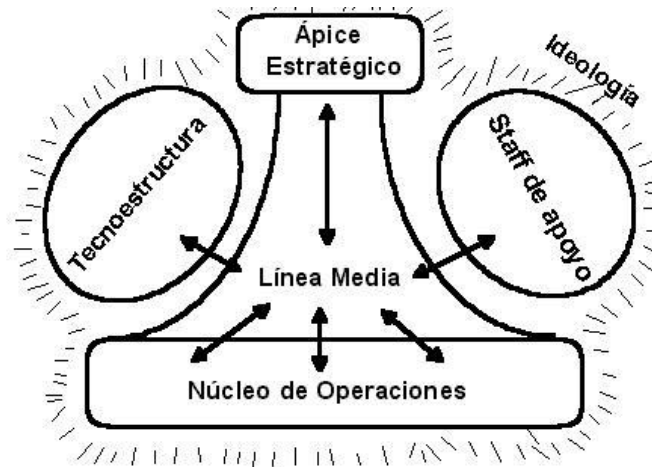 Ápice
Estratégico
Ideología
Tecnoestructura
Staff de apoyo
Línea Media
Núcleo de Operaciones